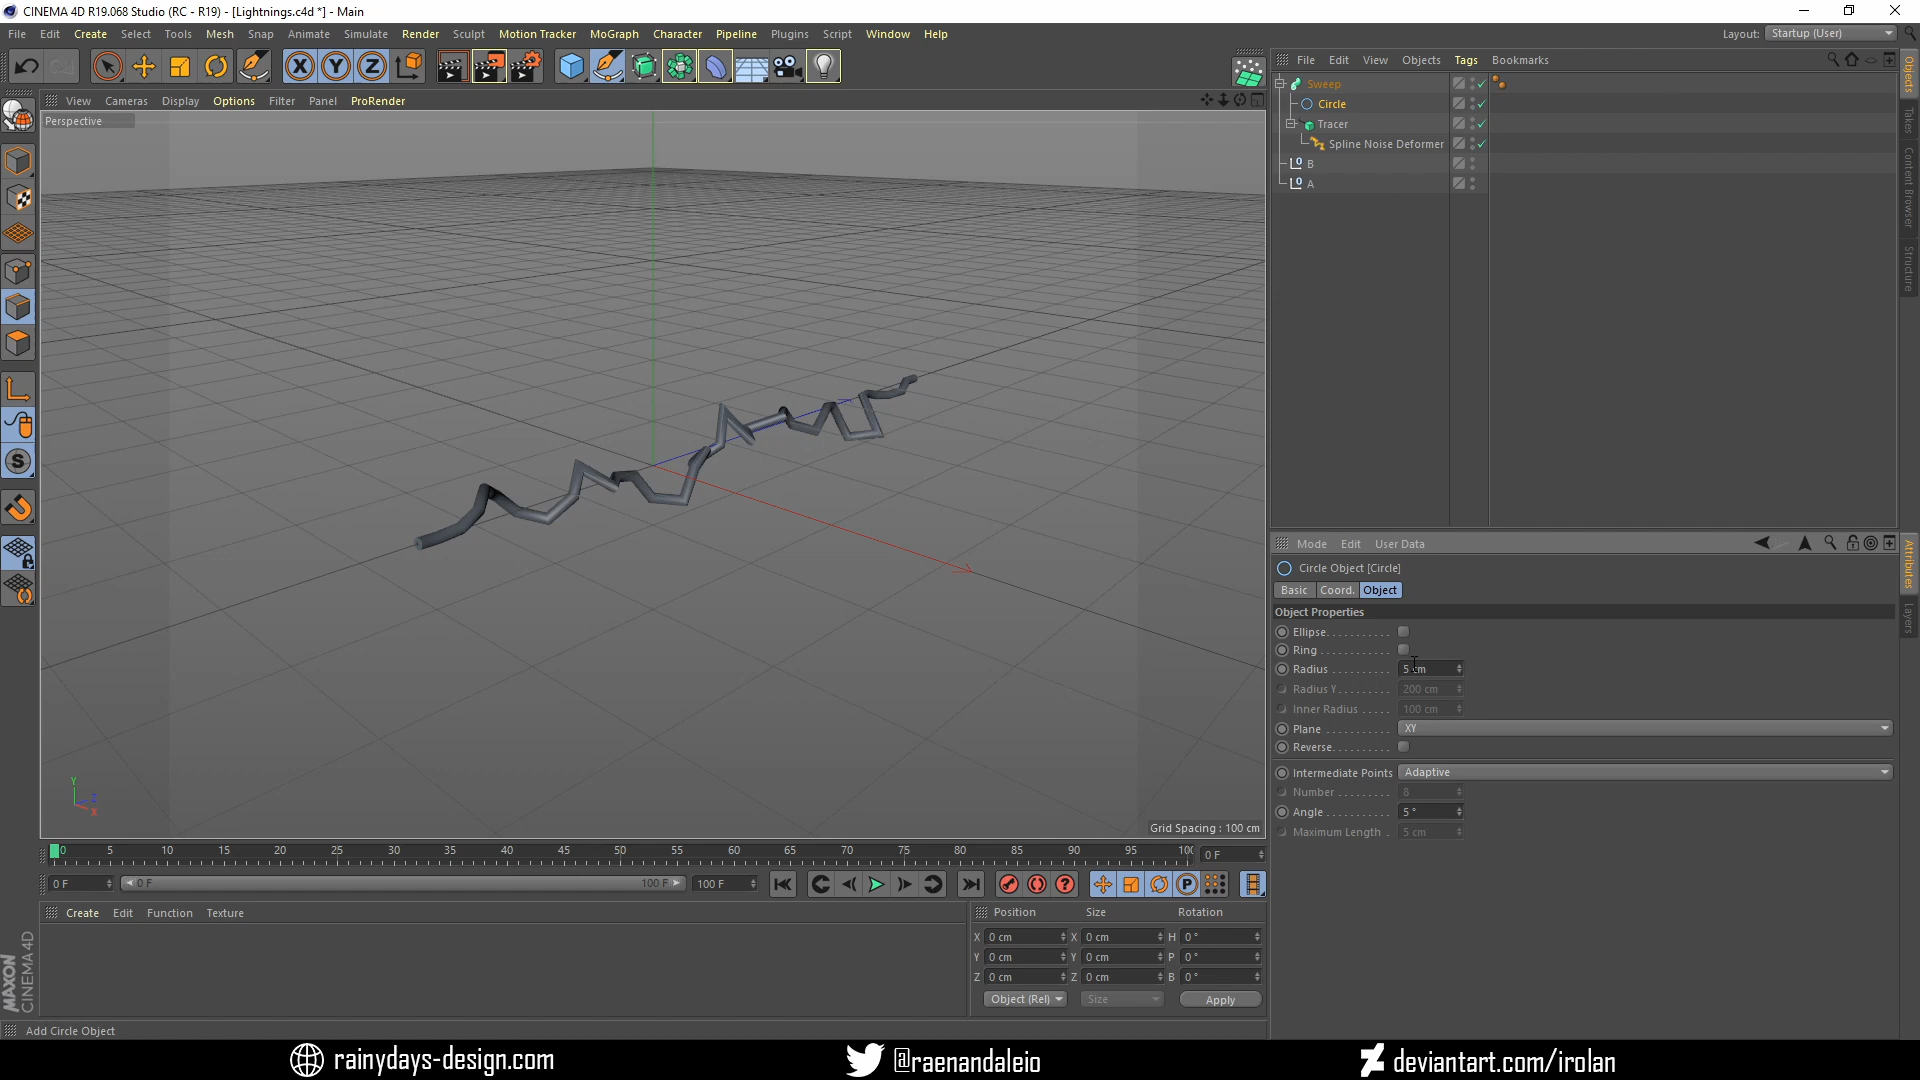 CINEMA 4D R19.068 Studio (RC - R19) - [Lightnings.c4d *] - Main
File Edit Create Select Tools Mesh Snap Animate Simulate Render Sculpt Motion Tracker MoGraph Character Pipeline Plugins Script Window Help
Layout: Startup (User)
X Y Z
File Edit View Objects Tags Bookmarks
View Cameras Display Options Filter Panel ProRender
Perspective
Sweep
Circle
Tracer
Spline Noise Deformer
B
A
Objects
Takes
Content Browser
Structure
Mode Edit User Data
Circle Object [Circle]
Basic Coord. Object
Object Properties
Ellipse
Ring
Radius 5 cm
Radius Y 200 cm
Inner Radius 100 cm
Plane XY
Reverse
Intermediate Points Adaptive
Number 8
Angle 5 °
Maximum Length 5 cm
Attributes
Layers
Y
Z
X
Grid Spacing : 100 cm
0 5 10 15 20 25 30 35 40 45 50 55 60 65 70 75 80 85 90 95 100
0 F
0 F 0 F 100 F 100 F
Create Edit Function Texture
Position Size Rotation
X 0 cm X 0 cm H 0 °
Y 0 cm Y 0 cm P 0 °
Z 0 cm Z 0 cm B 0 °
Object (Rel) Size Apply
MAXON
CINEMA 4D
Add Circle Object
rainydays-design.com
@raenandaleio
deviantart.com/irolan